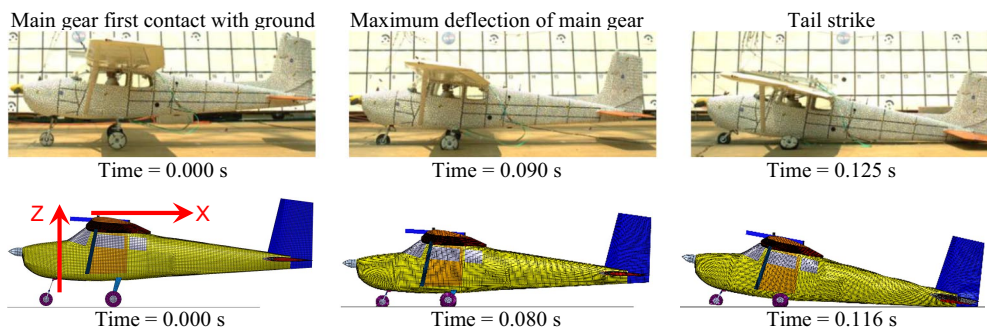 Main gear first contact with ground
Maximum deflection of main gear
Tail strike
Time = 0.000 s
Time = 0.090 s
Time = 0.125 s
Z
X
Time = 0.000 s
Time = 0.080 s
Time = 0.116 s